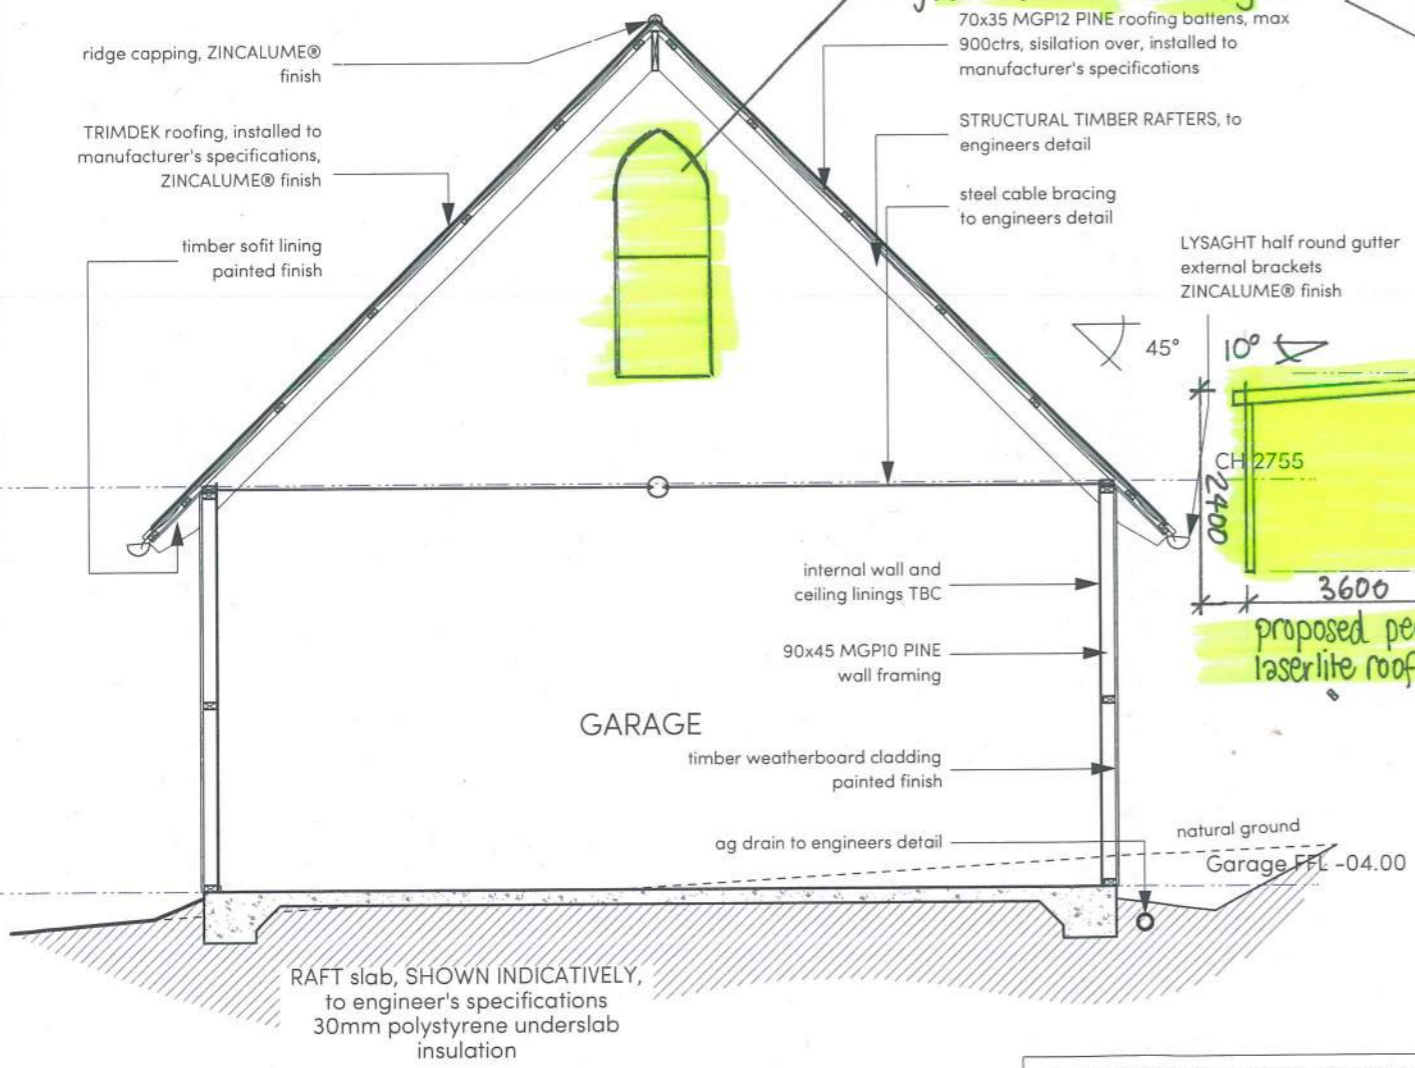 ridge capping, ZINCALUME®
finish
TRIMDEK roofing, installed to
manufacturer's specifications,
ZINCALUME® finish
timber sofit lining
painted finish
70x35 MGP12 PINE roofing battens, max
900ctrs, sisilation over, installed to
manufacturer's specifications
STRUCTURAL TIMBER RAFTERS, to
engineers detail
steel cable bracing
to engineers detail
LYSAGHT half round gutter
external brackets
ZINCALUME® finish
45°
10°
CH 2755
2400
3600
proposed
laserlite roof
internal wall and
ceiling linings TBC
90x45 MGP10 PINE
wall framing
GARAGE
timber weatherboard cladding
painted finish
ag drain to engineers detail
natural ground
Garage FFL -04.00
RAFT slab, SHOWN INDICATIVELY,
to engineer's specifications
30mm polystyrene underslab
insulation